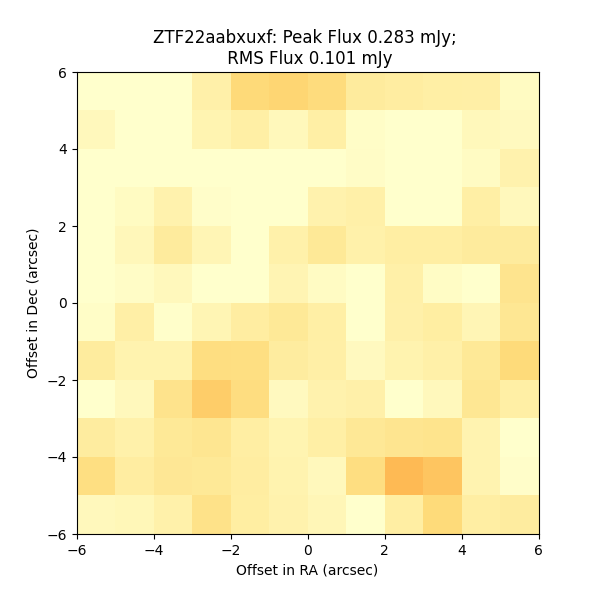 ZTF22aabxuxf: Peak Flux 0.283 mJy;
RMS Flux 0.101 mJy
6
4
2
0
−2
−4
−6
Offset in Dec (arcsec)
−6 −4 −2 0 2 4 6
Offset in RA (arcsec)